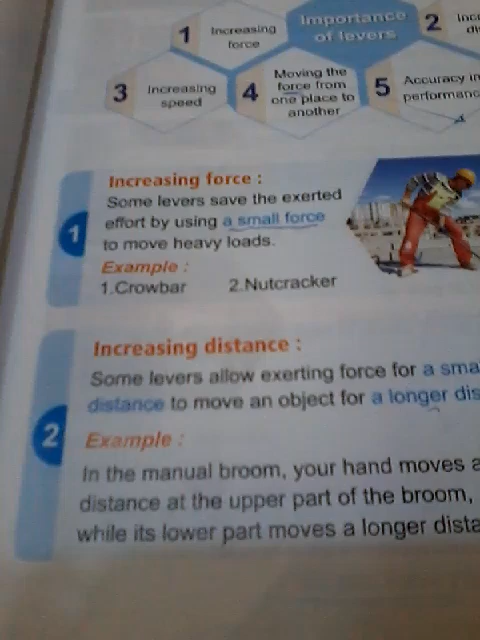 1 Increasing
force
Importance
of levers
2
3 Increasing
speed
4 Moving the
force from
one place to
another
5 Accuracy in
Increasing force :
Some levers save the exerted
effort by using a small force
to move heavy loads.
Example :
1.Crowbar 2.Nutcracker
1
Increasing distance :
Some levers allow exerting force for a
distance to move an object for a longer
2
Example :
In the manual broom, your hand moves
distance at the upper part of the broom,
while its lower part moves a longer